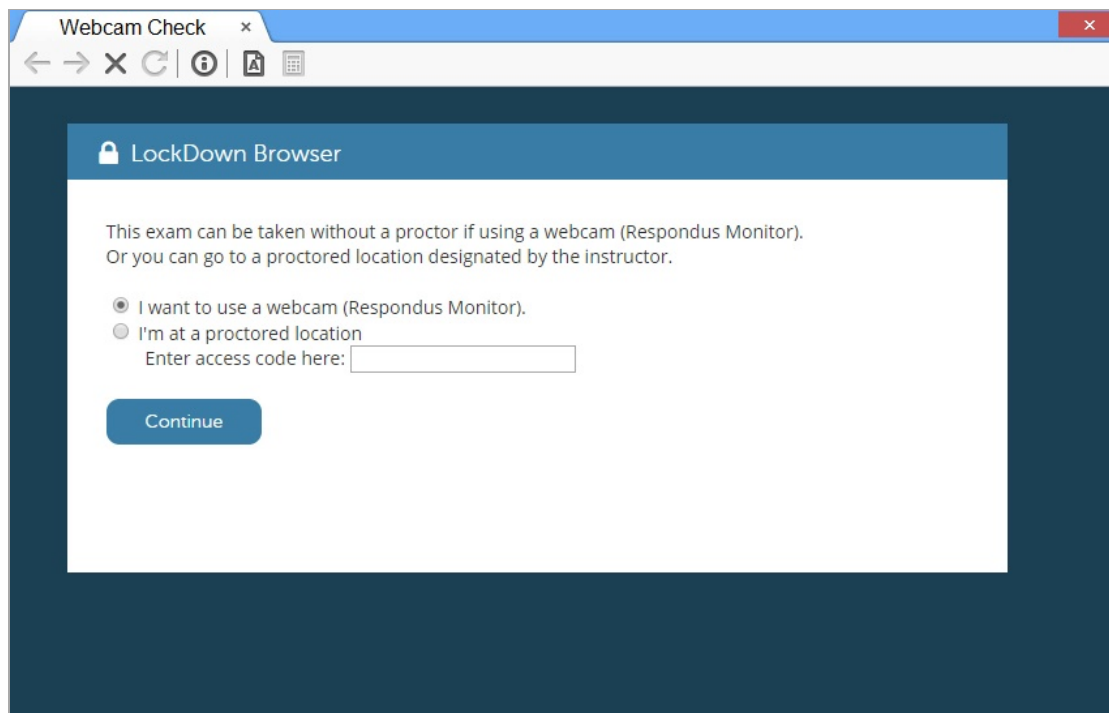 Webcam Check
LockDown Browser
This exam can be taken without a proctor if using a webcam (Respondus Monitor).
Or you can go to a proctored location designated by the instructor.
I want to use a webcam (Respondus Monitor).
I'm at a proctored location
Enter access code here:
Continue